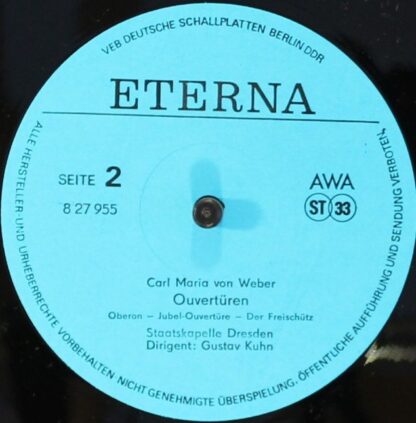 VEB DEUTSCHE SCHALLPLATTEN BERLIN DDR
ETERNA
SEITE 2
8 27 955
AWA
ST 33
Carl Maria von Weber
Ouvertüren
Oberon – Jubel-Ouvertüre – Der Freischütz
Staatskapelle Dresden
Dirigent: Gustav Kuhn
ALLE HERSTELLER- UND URHEBERRECHTE VORBEHALTEN NICHT GENEHMIGTE ÜBERSPIELUNG, ÖFFENTLICHE AUFFÜHRUNG UND SENDUNG VERBOTEN.